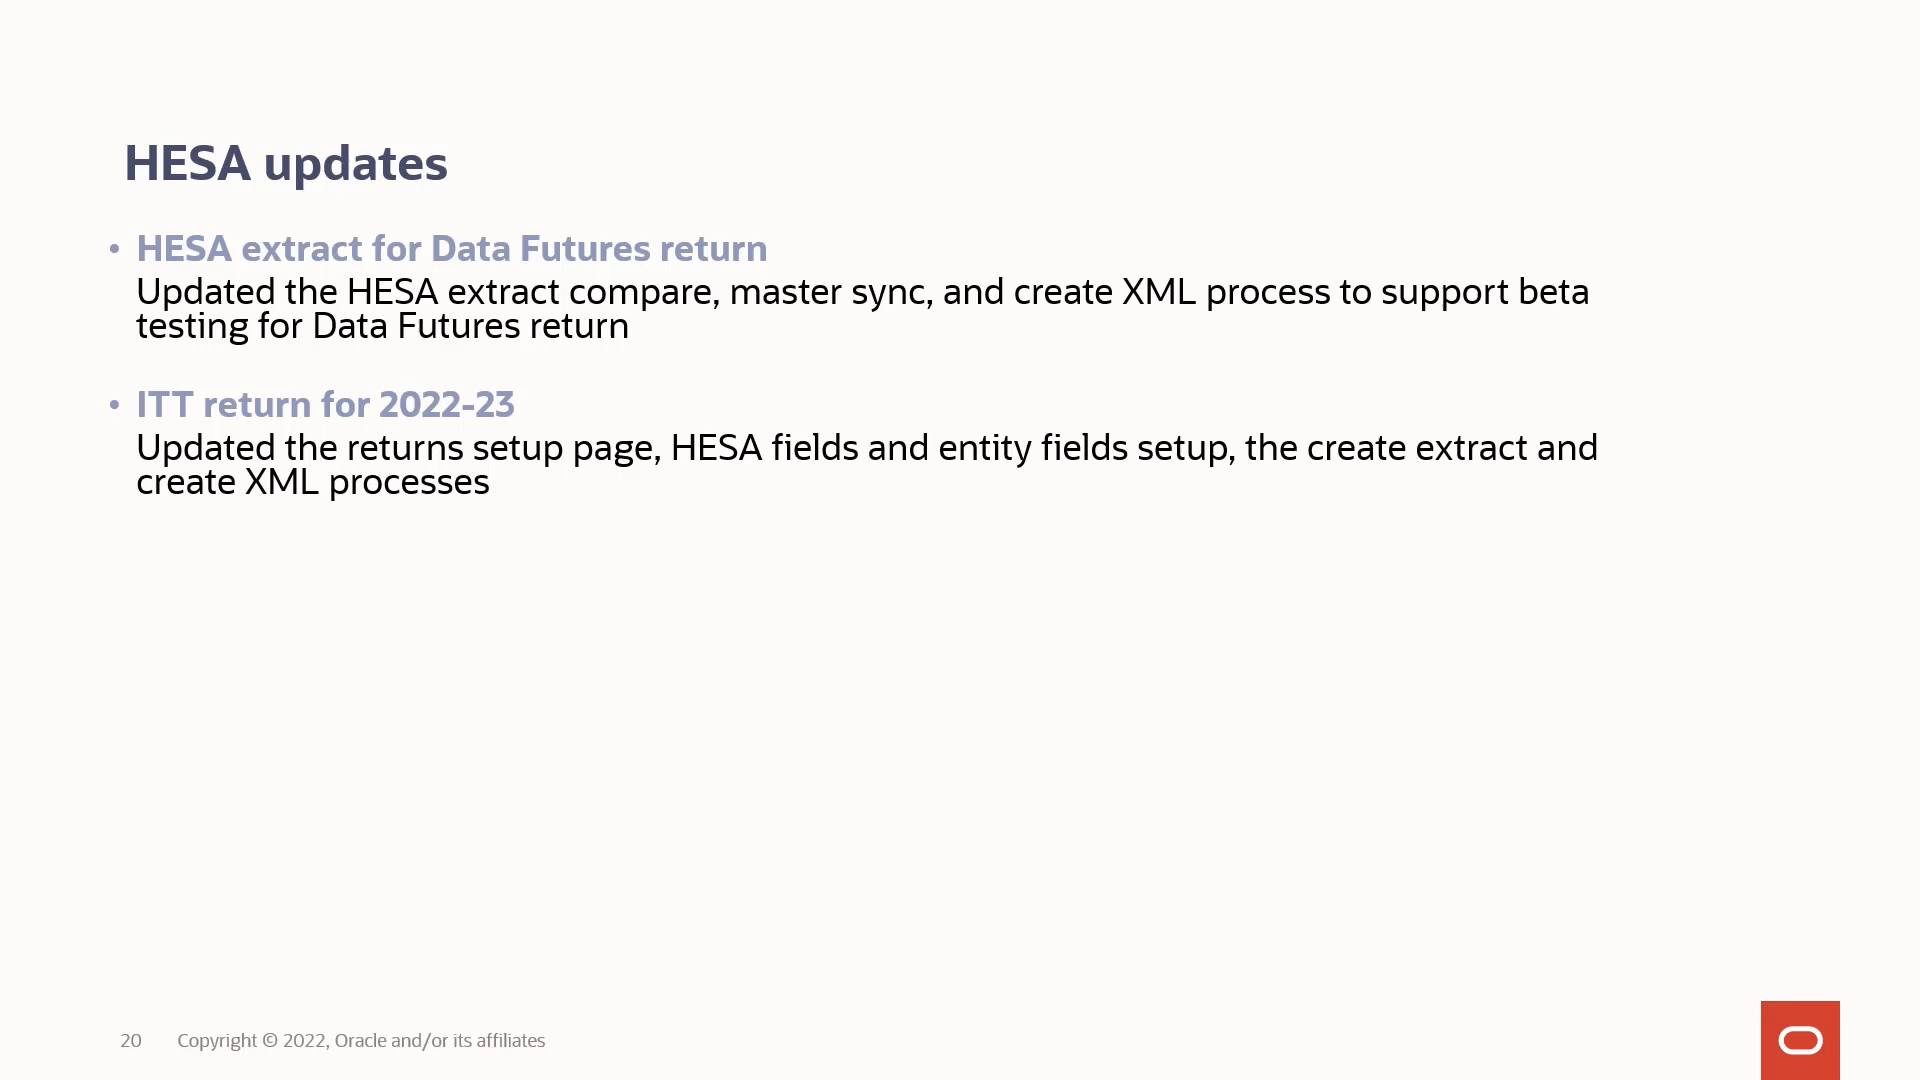 HESA updates
• HESA extract for Data Futures return
Updated the HESA extract compare, master sync, and create XML process to support beta
testing for Data Futures return
• ITT return for 2022-23
Updated the returns setup page, HESA fields and entity fields setup, the create extract and
create XML processes
20 Copyright © 2022, Oracle and/or its affiliates